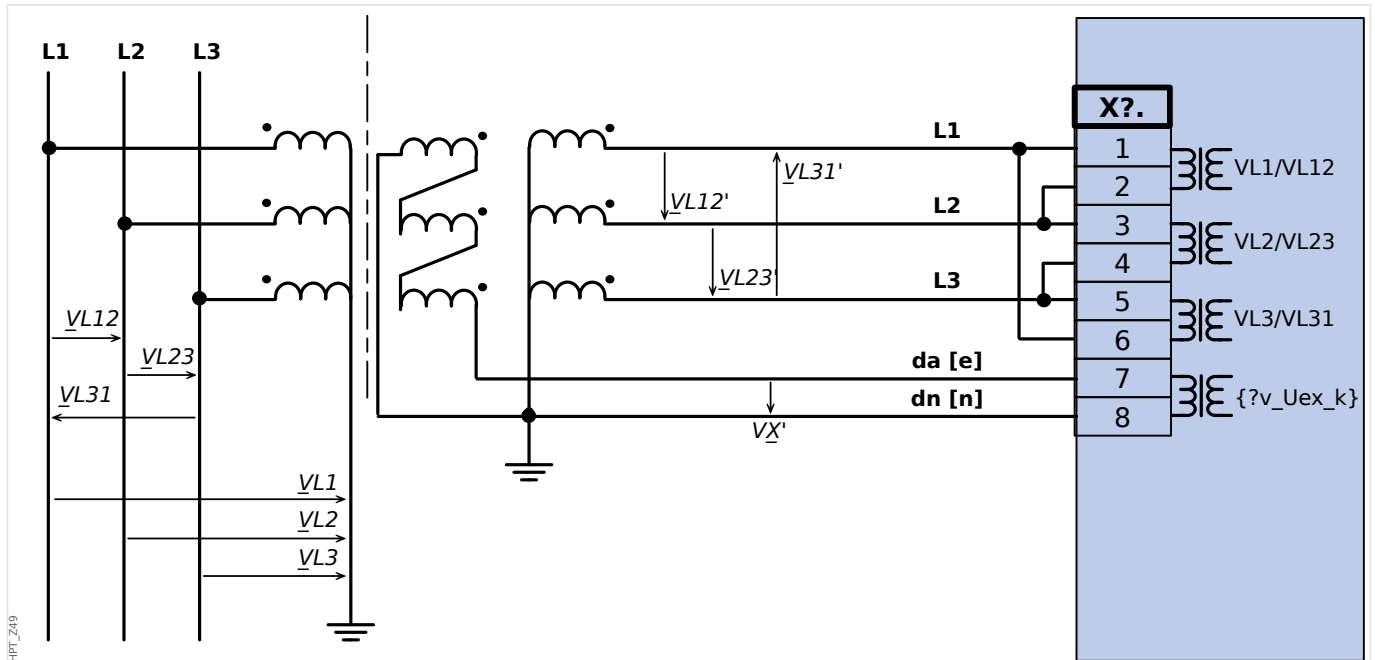 L1 L2 L3
X?.
L1
1
VL31'
VL1/VL12
2
VL12'
L2
3
VL2/VL23
4
VL23'
L3
5
VL12
VL3/VL31
6
VL23
da [e]
7
VL31
dn [n]
{?v_Uex_k}
8
VX'
VL1
VL2
VL3
HPT_Z49